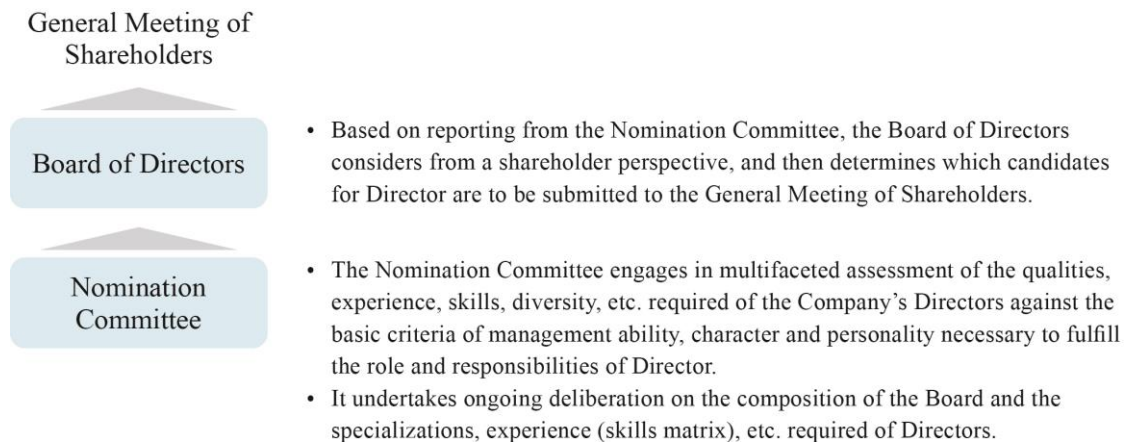 General Meeting of
Shareholders
Board of Directors
• Based on reporting from the Nomination Committee, the Board of Directors
considers from a shareholder perspective, and then determines which candidates
for Director are to be submitted to the General Meeting of Shareholders.
Nomination
Committee
• The Nomination Committee engages in multifaceted assessment of the qualities,
experience, skills, diversity, etc. required of the Company’s Directors against the
basic criteria of management ability, character and personality necessary to fulfill
the role and responsibilities of Director.
• It undertakes ongoing deliberation on the composition of the Board and the
specializations, experience (skills matrix), etc. required of Directors.